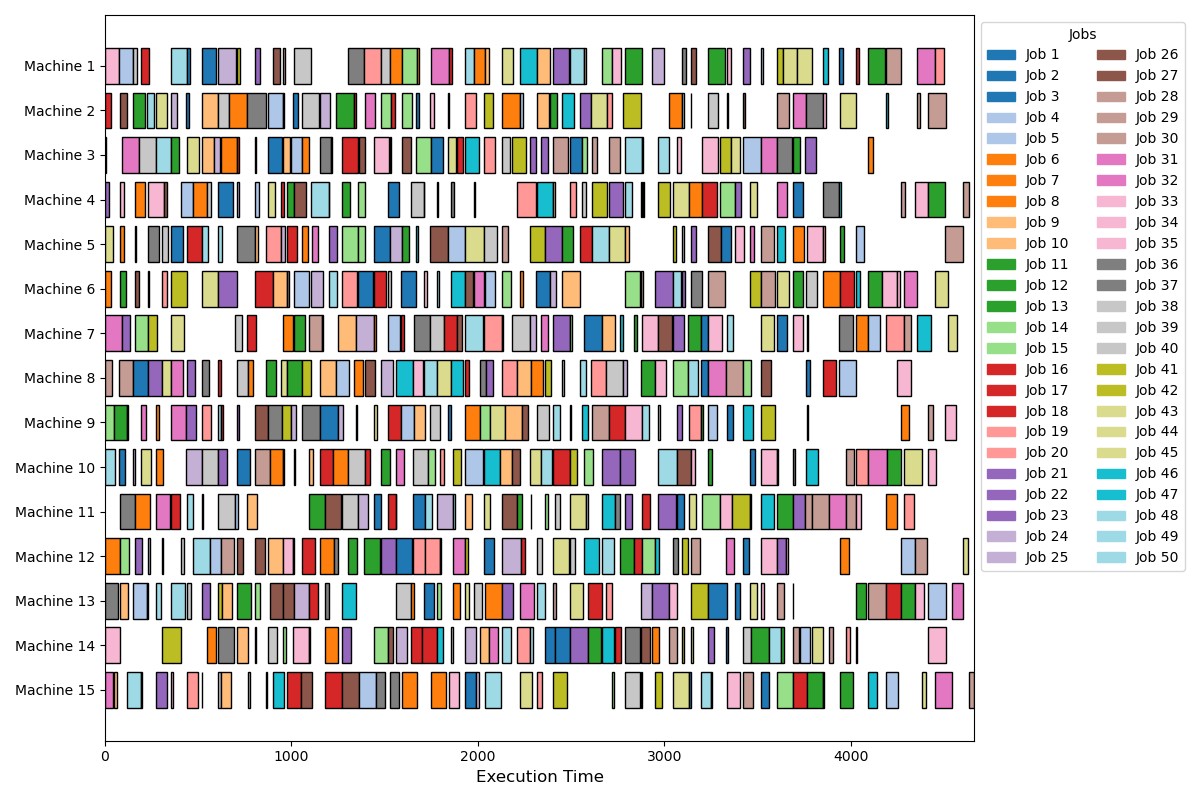 Machine 1
Machine 2
Machine 3
Machine 4
Machine 5
Machine 6
Machine 7
Machine 8
Machine 9
Machine 10
Machine 11
Machine 12
Machine 13
Machine 14
Machine 15
0 1000 2000 3000 4000
Execution Time
Jobs
Job 1
Job 2
Job 3
Job 4
Job 5
Job 6
Job 7
Job 8
Job 9
Job 10
Job 11
Job 12
Job 13
Job 14
Job 15
Job 16
Job 17
Job 18
Job 19
Job 20
Job 21
Job 22
Job 23
Job 24
Job 25
Job 26
Job 27
Job 28
Job 29
Job 30
Job 31
Job 32
Job 33
Job 34
Job 35
Job 36
Job 37
Job 38
Job 39
Job 40
Job 41
Job 42
Job 43
Job 44
Job 45
Job 46
Job 47
Job 48
Job 49
Job 50